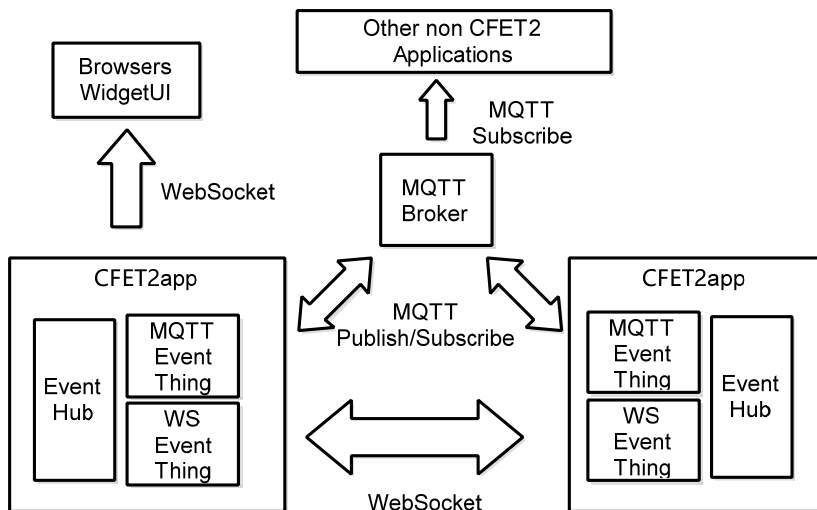 Other non CFET2
Applications
Browsers
WidgetUI
MQTT
Subscribe
WebSocket
MQTT
Broker
CFET2app
Event
Hub
MQTT
Event
Thing
WS
Event
Thing
MQTT
Publish/Subscribe
WebSocket
CFET2app
MQTT
Event
Thing
WS
Event
Thing
Event
Hub